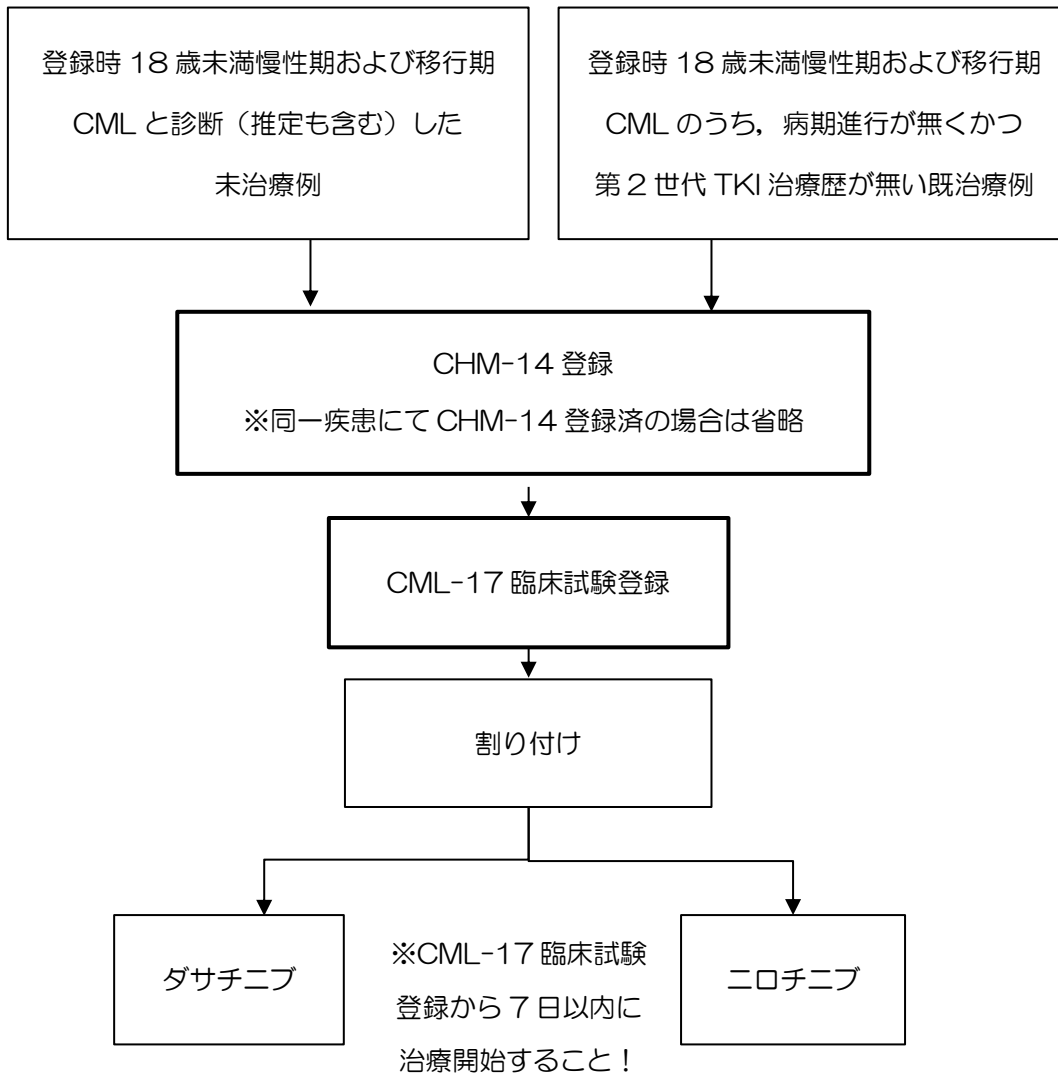 登録時 18 歳未満慢性期および移行期
CML と診断（推定も含む）した
未治療例
登録時 18 歳未満慢性期および移行期
CML のうち，病期進行が無くかつ
第 2 世代 TKI 治療歴が無い既治療例
CHM-14 登録
※同一疾患にて CHM-14 登録済の場合は省略
CML-17 臨床試験登録
割り付け
ダサチニブ
※CML-17 臨床試験
登録から 7 日以内に
治療開始すること！
ニロチニブ